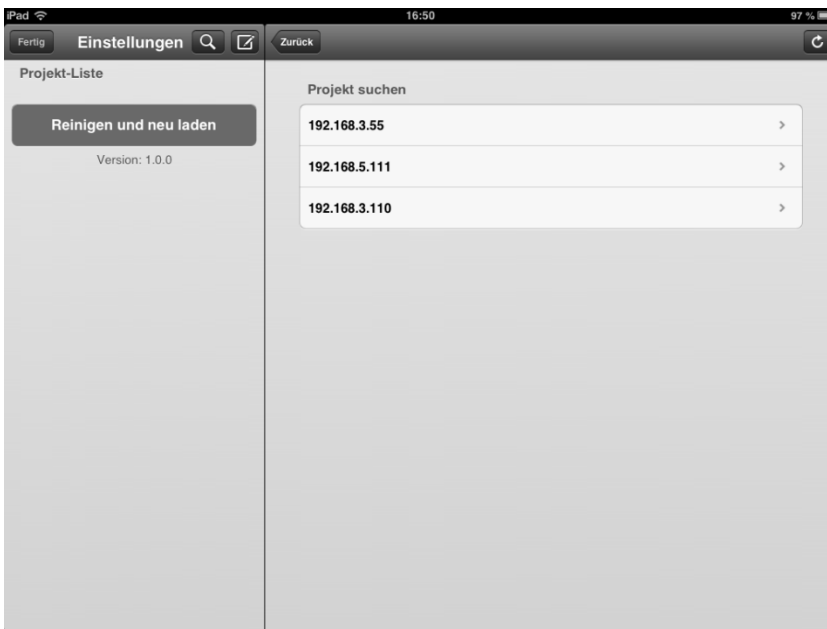 iPad 16:50 97 %
Fertig Einstellungen Zurück
Projekt-Liste
Reinigen und neu laden
Version: 1.0.0
Projekt suchen
192.168.3.55
192.168.5.111
192.168.3.110